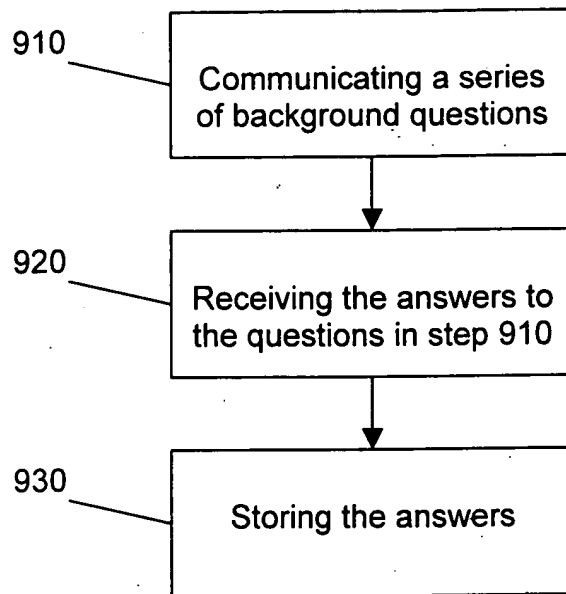 910
Communicating a series
of background questions
920
Receiving the answers to
the questions in step 910
930
Storing the answers